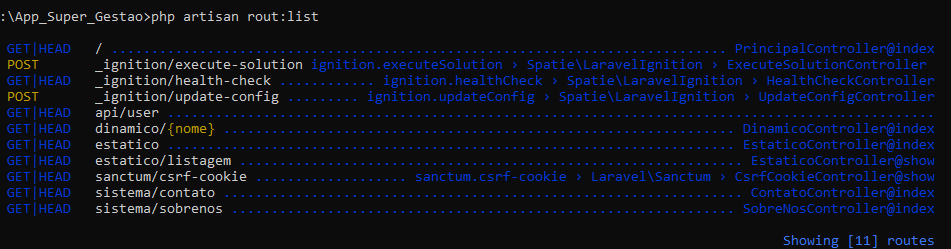 :\App_Super_Gestao>php artisan rout:list
GET|HEAD / ........................................................................... PrincipalController@index
POST _ignition/execute-solution ignition.executeSolution › Spatie\LaravelIgnition › ExecuteSolutionController
GET|HEAD _ignition/health-check ............ ignition.healthCheck › Spatie\LaravelIgnition › HealthCheckController
POST _ignition/update-config ......... ignition.updateConfig › Spatie\LaravelIgnition › UpdateConfigController
GET|HEAD api/user ................................................................................................
GET|HEAD dinamico/{nome} ............................................................... DinamicoController@index
GET|HEAD estatico ...................................................................... EstaticoController@index
GET|HEAD estatico/listagem .............................................................. EstaticoController@show
GET|HEAD sanctum/csrf-cookie ................... sanctum.csrf-cookie › Laravel\Sanctum › CsrfCookieController@show
GET|HEAD sistema/contato ................................................................ ContatoController@index
GET|HEAD sistema/sobrenos .............................................................. SobreNosController@index
Showing [11] routes